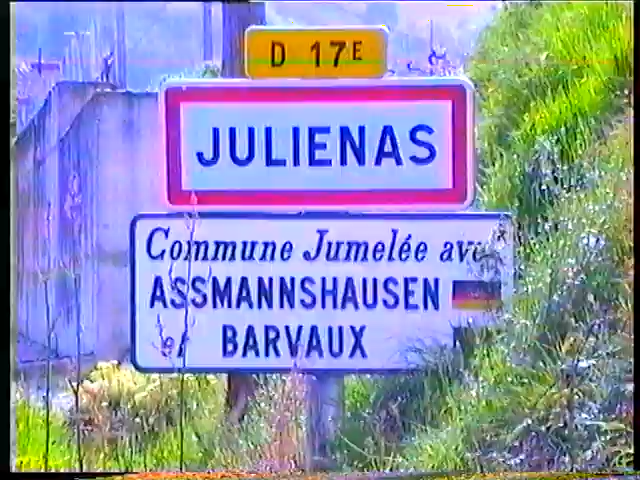 D 17E
JULIENAS
Commune Jumelée avec
ASSMANNSHAUSEN
et BARVAUX